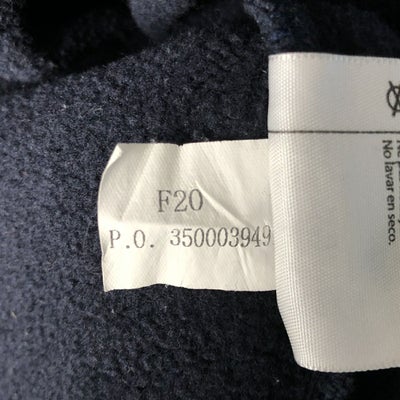 F20
P.O. 350003949
No lavar en seco.